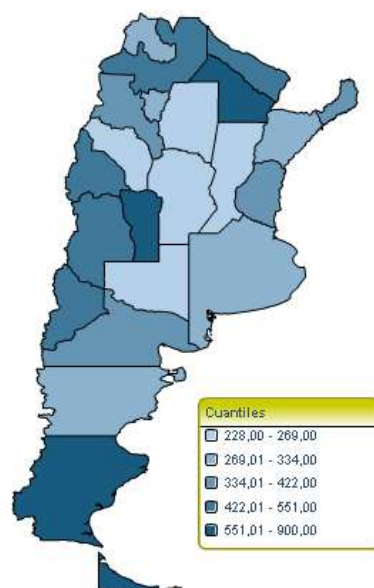 Cuantiles
228,00 - 269,00
269,01 - 334,00
334,01 - 422,00
422,01 - 551,00
551,01 - 900,00